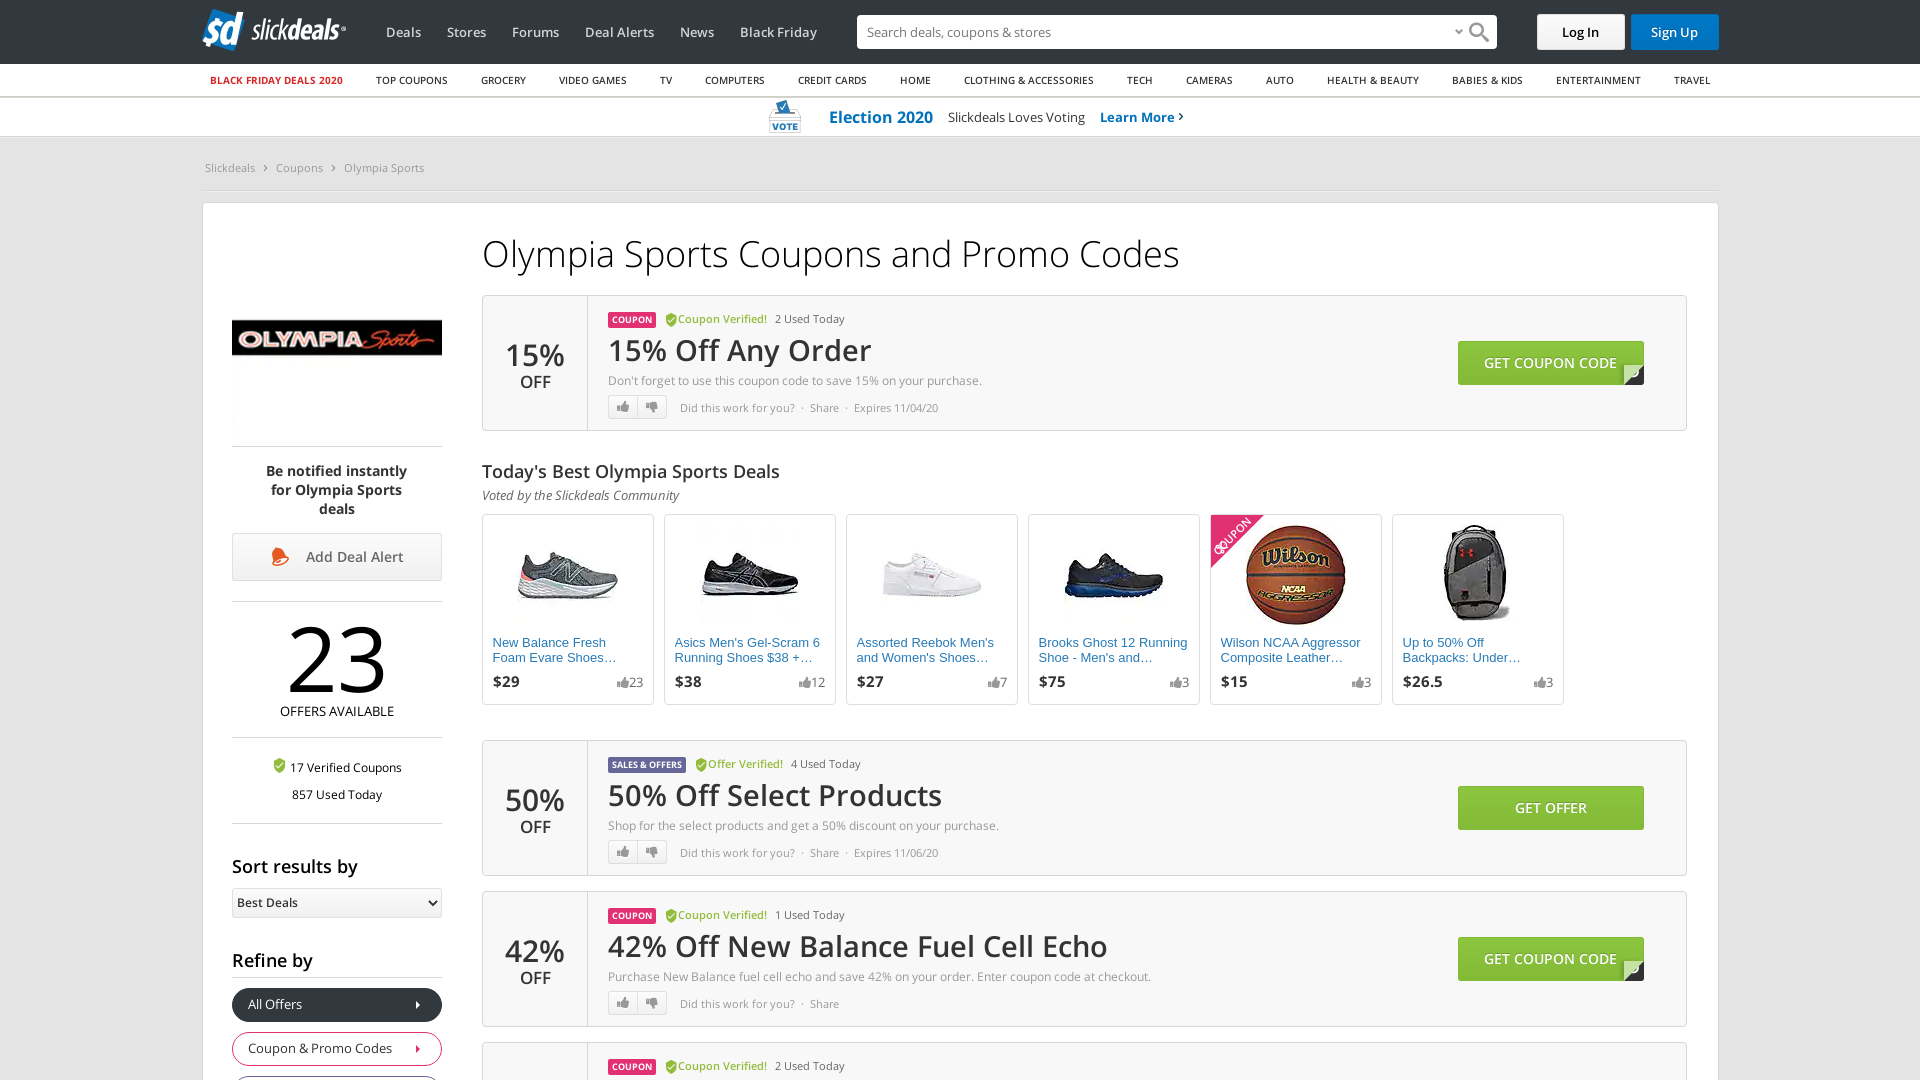 sd slickdeals
Deals
Stores
Forums
Deal Alerts
News
Black Friday
Search deals, coupons & stores
Log In
Sign Up
BLACK FRIDAY DEALS 2020
TOP COUPONS
GROCERY
VIDEO GAMES
TV
COMPUTERS
CREDIT CARDS
HOME
CLOTHING & ACCESSORIES
TECH
CAMERAS
AUTO
HEALTH & BEAUTY
BABIES & KIDS
ENTERTAINMENT
TRAVEL
VOTE
Election 2020 Slickdeals Loves Voting Learn More
Slickdeals > Coupons > Olympia Sports
OLYMPIA Sports
Be notified instantly
for Olympia Sports
deals
Add Deal Alert
23
OFFERS AVAILABLE
17 Verified Coupons
857 Used Today
Sort results by
Best Deals
Refine by
All Offers
Coupon & Promo Codes
Olympia Sports Coupons and Promo Codes
15%
OFF
COUPON Coupon Verified! 2 Used Today
15% Off Any Order
Don't forget to use this coupon code to save 15% on your purchase.
Did this work for you? · Share · Expires 11/04/20
GET COUPON CODE
Today's Best Olympia Sports Deals
Voted by the Slickdeals Community
New Balance Fresh
Foam Evare Shoes…
$29 23
Asics Men's Gel-Scram 6
Running Shoes $38 +…
$38 12
Assorted Reebok Men's
and Women's Shoes…
$27 7
Brooks Ghost 12 Running
Shoe - Men's and…
$75 3
COUPON
Wilson
NCAA
AGGRESSOR
Wilson NCAA Aggressor
Composite Leather…
$15 3
Up to 50% Off
Backpacks: Under…
$26.5 3
50%
OFF
SALES & OFFERS Offer Verified! 4 Used Today
50% Off Select Products
Shop for the select products and get a 50% discount on your purchase.
Did this work for you? · Share · Expires 11/06/20
GET OFFER
42%
OFF
COUPON Coupon Verified! 1 Used Today
42% Off New Balance Fuel Cell Echo
Purchase New Balance fuel cell echo and save 42% on your order. Enter coupon code at checkout.
Did this work for you? · Share
GET COUPON CODE
COUPON Coupon Verified! 2 Used Today